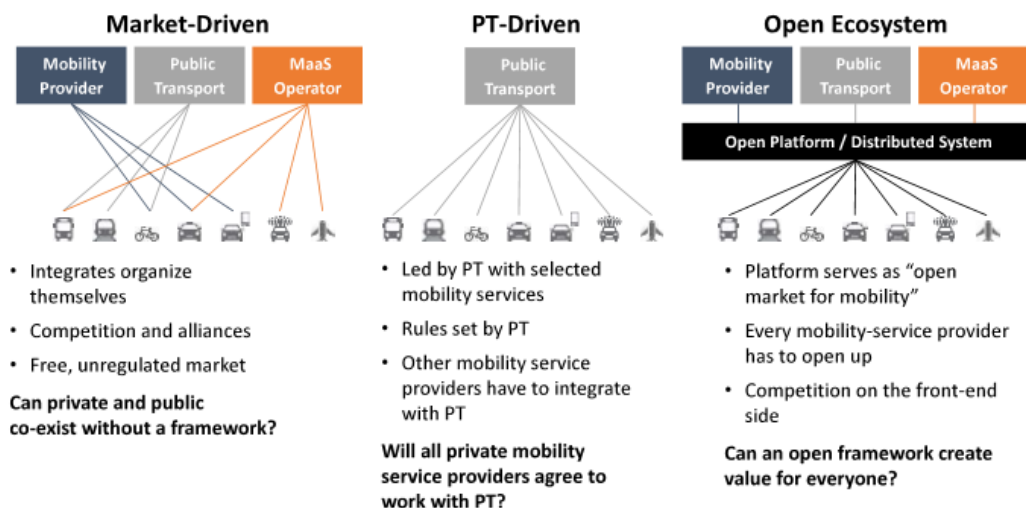 Market-Driven
Mobility
Provider
Public
Transport
MaaS
Operator
• Integrates organize
themselves
• Competition and alliances
• Free, unregulated market
Can private and public
co-exist without a framework?
PT-Driven
Public
Transport
• Led by PT with selected
mobility services
• Rules set by PT
• Other mobility service
providers have to integrate
with PT
Will all private mobility
service providers agree to
work with PT?
Open Ecosystem
Mobility
Provider
Public
Transport
MaaS
Operator
Open Platform / Distributed System
• Platform serves as “open
market for mobility”
• Every mobility-service provider
has to open up
• Competition on the front-end
side
Can an open framework create
value for everyone?